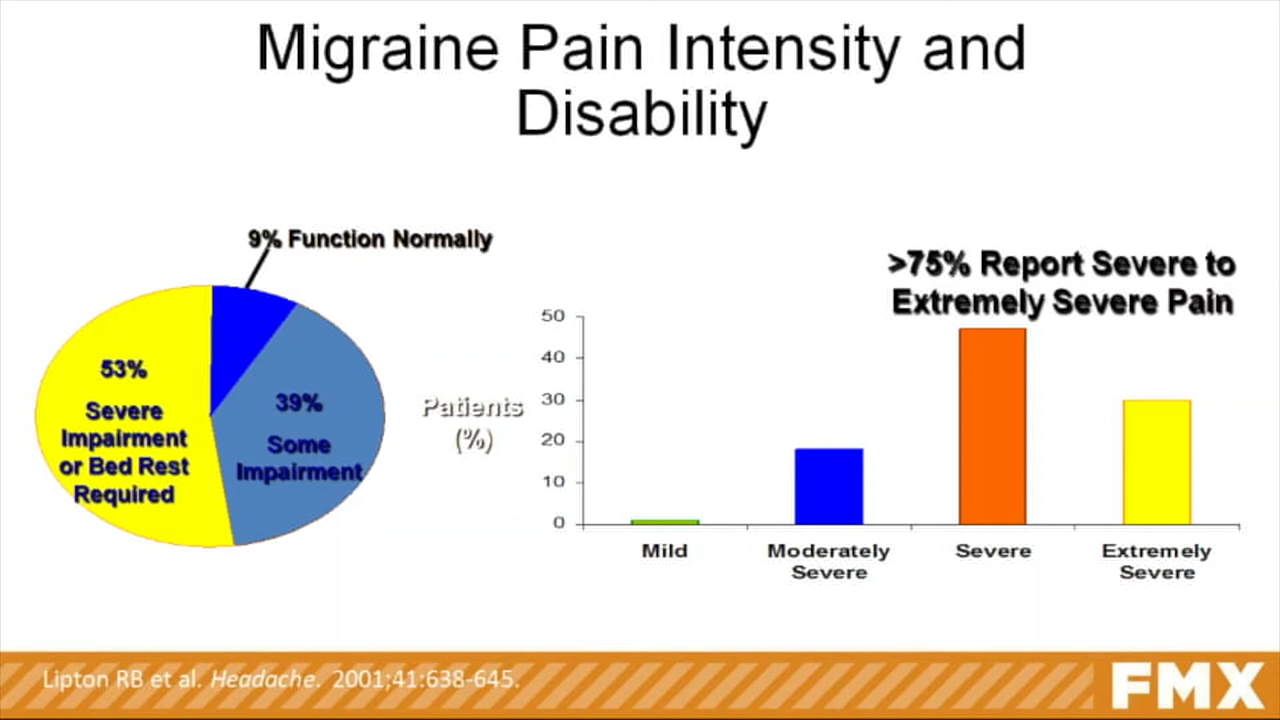 Migraine Pain Intensity and
Disability
9% Function Normally
53%
Severe
Impairment
or Bed Rest
Required
39%
Some
Impairment
>75% Report Severe to
Extremely Severe Pain
Patients
(%)
50
40
30
20
10
0
Mild
Moderately
Severe
Severe
Extremely
Severe
Lipton RB et al. Headache. 2001;41:638-645.
FMX